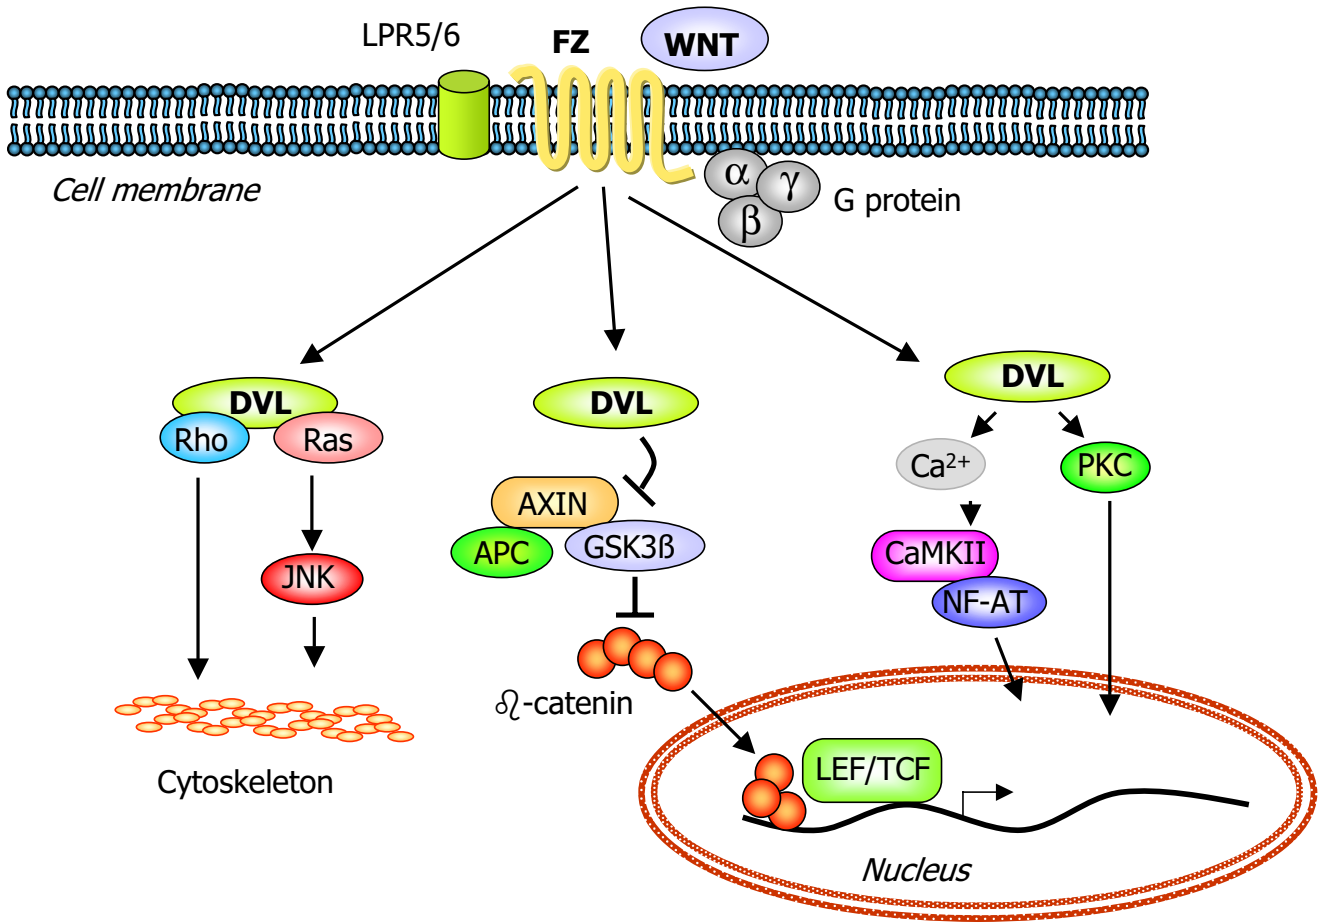 LPR5/6
FZ
WNT
Cell membrane
α
γ
β
G protein
DVL
Rho
Ras
JNK
Cytoskeleton
DVL
AXIN
APC
GSK3ß
♌-catenin
DVL
Ca²⁺
PKC
CaMKII
NF-AT
LEF/TCF
Nucleus